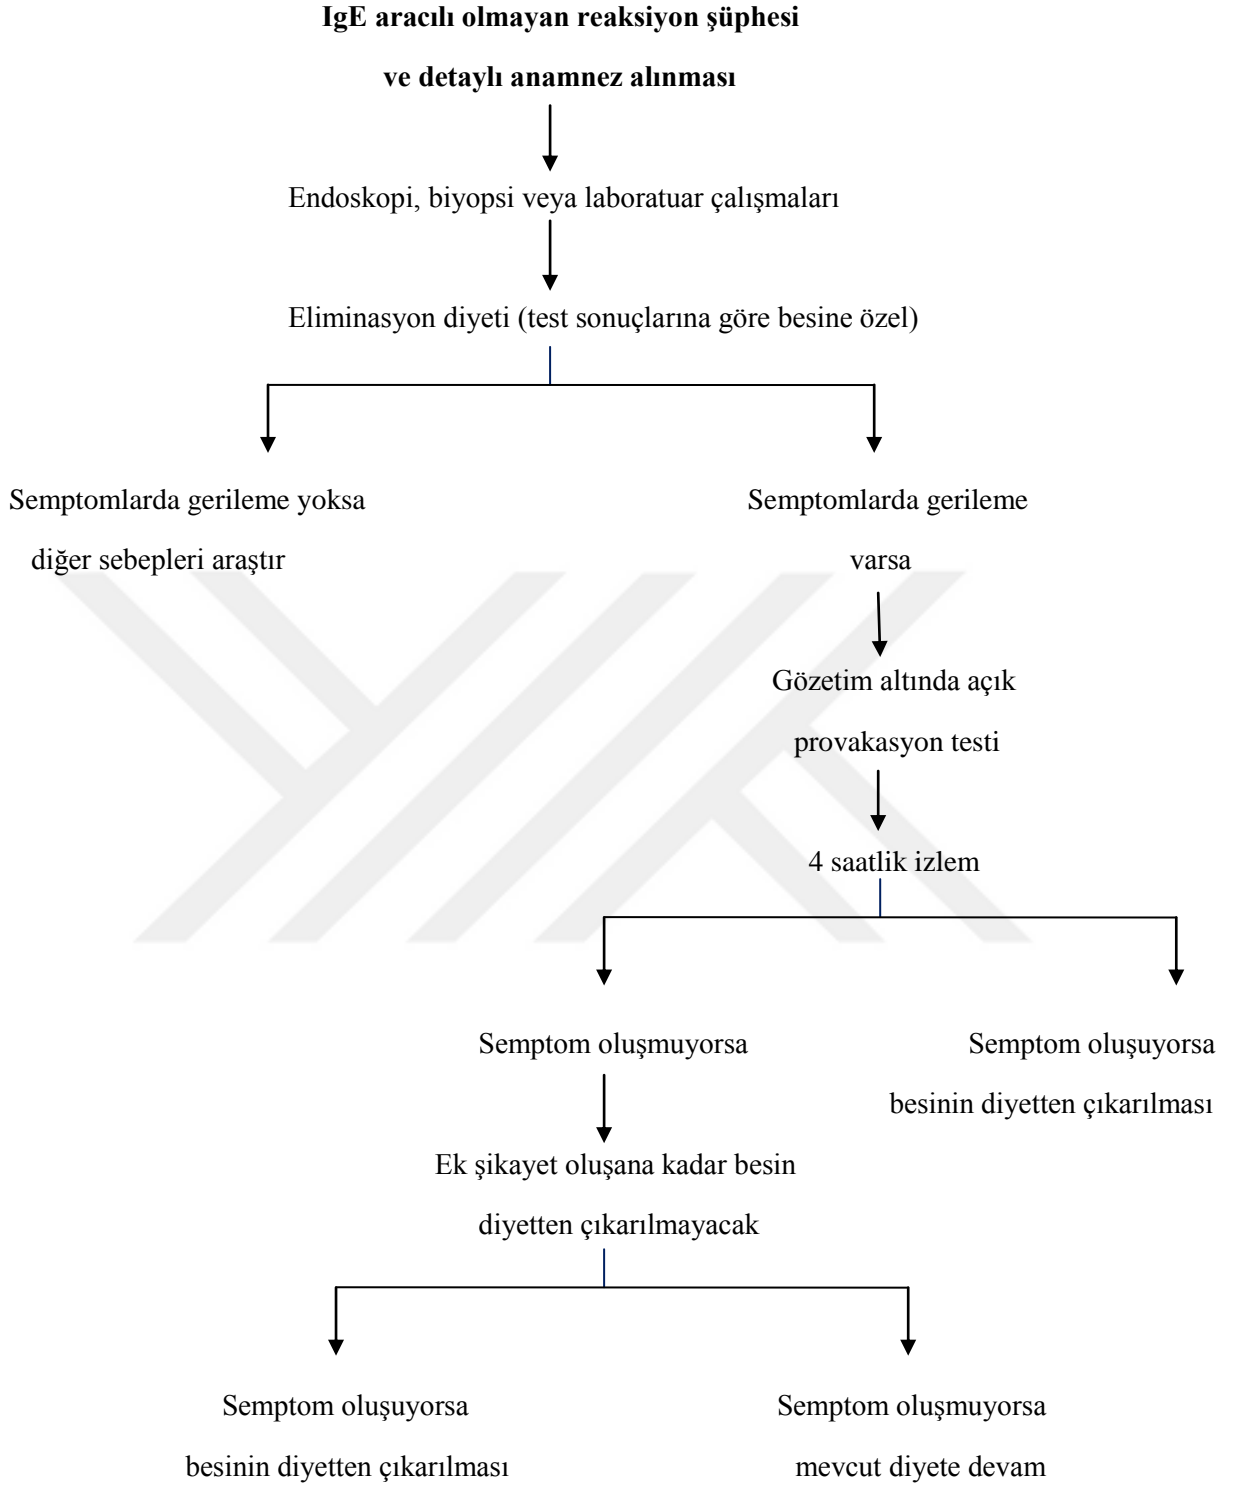 IgE aracılı olmayan reaksiyon şüphesi
ve detaylı anamnez alınması
Endoskopi, biyopsi veya laboratuar çalışmaları
Eliminasyon diyeti (test sonuçlarına göre besine özel)
Semptomlarda gerileme yoksa
diğer sebepleri araştır
Semptomlarda gerileme
varsa
Gözetim altında açık
provakasyon testi
4 saatlik izlem
Semptom oluşmuyorsa
Semptom oluşuyorsa
besinin diyetten çıkarılması
Ek şikayet oluşana kadar besin
diyetten çıkarılmayacak
Semptom oluşuyorsa
besinin diyetten çıkarılması
Semptom oluşmuyorsa
mevcut diyete devam